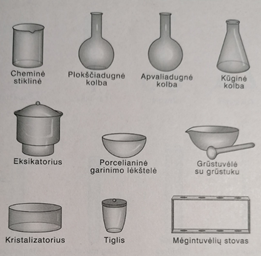 Cheminė
stiklinė
Plokščiadugnė
kolba
Apvaliadugnė
kolba
Kūginė
kolba
Eksikatorius
Porcelianinė
garinimo lėkštelė
Grūstuvėlė
su grūstuku
Kristalizatorius
Tiglis
Mėgintuvėlių stovas